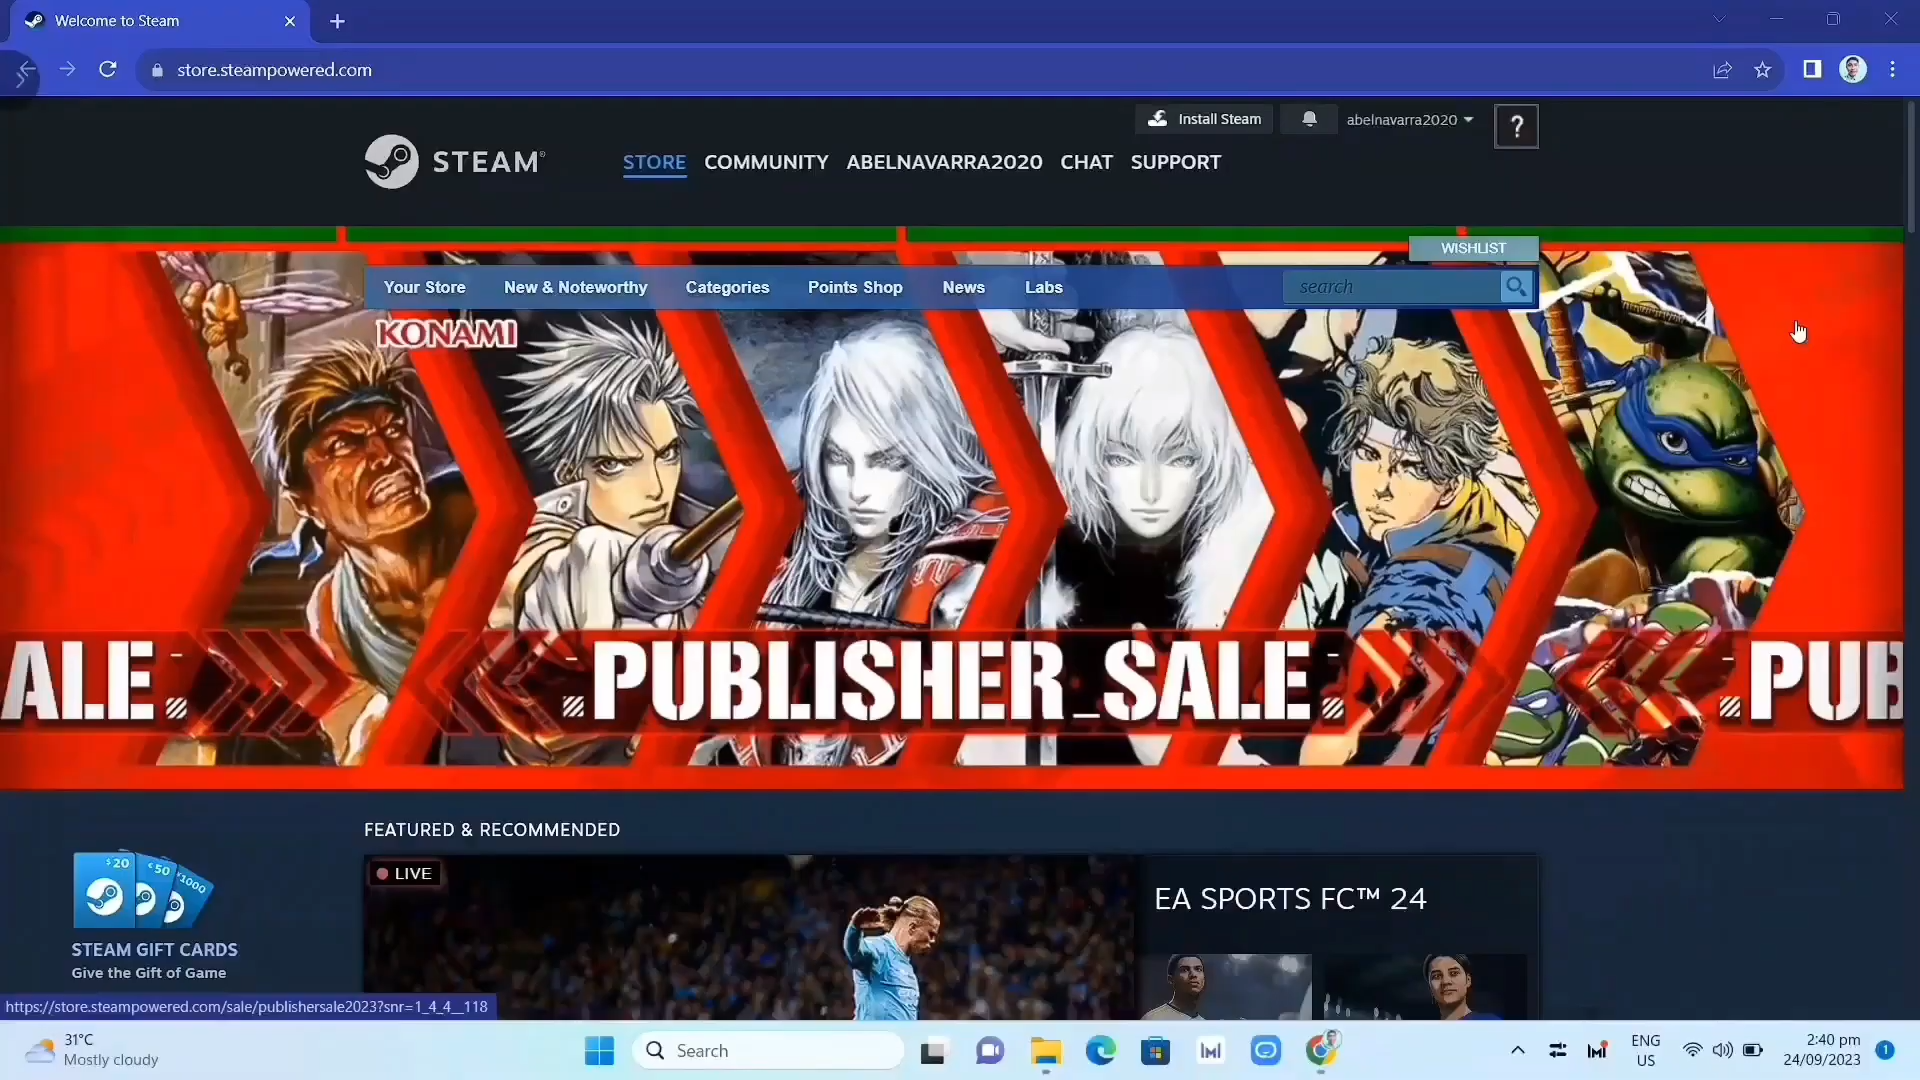 Welcome to Steam
store.steampowered.com
Install Steam
abelnavarra2020
?
STEAM®
STORE
COMMUNITY
ABELNAVARRA2020
CHAT
SUPPORT
WISHLIST
Your Store
New & Noteworthy
Categories
Points Shop
News
Labs
search
KONAMI
ALE
PUBLISHER_SALE
PUB
FEATURED & RECOMMENDED
LIVE
EA SPORTS FC™ 24
$20
€50
¥1000
STEAM GIFT CARDS
Give the Gift of Game
https://store.steampowered.com/sale/publishersale2023?snr=1_4_4__118
31°C
Mostly cloudy
Search
ENG
US
2:40 pm
24/09/2023
1